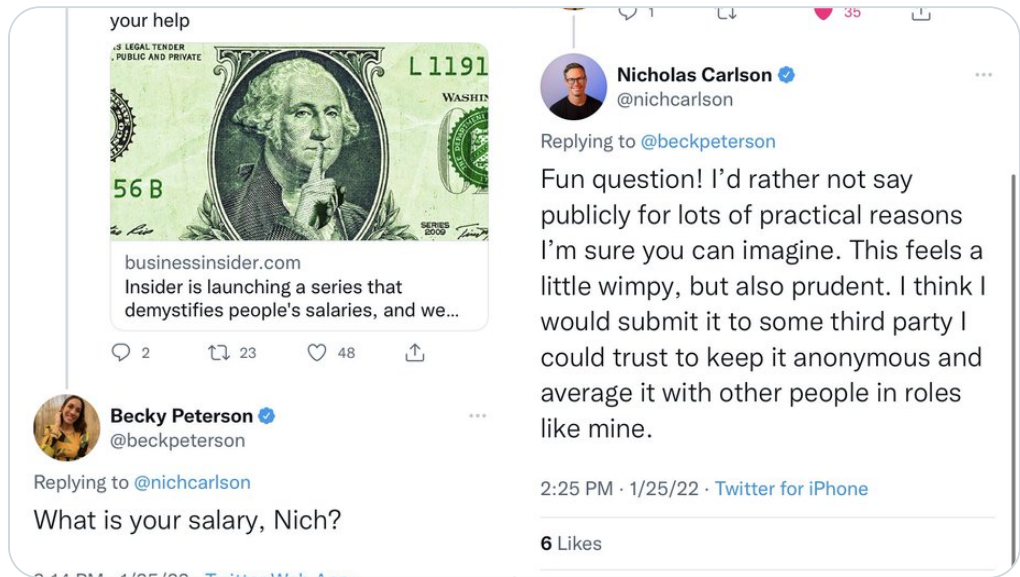 your help
IS LEGAL TENDER
, PUBLIC AND PRIVATE
L 1191
WASHIN
56 B
SERIES
2009
businessinsider.com
Insider is launching a series that
demystifies people's salaries, and we...
2 23 48
Becky Peterson
@beckpeterson
Replying to @nichcarlson
What is your salary, Nich?
1 35
Nicholas Carlson
@nichcarlson
Replying to @beckpeterson
Fun question! I'd rather not say
publicly for lots of practical reasons
I'm sure you can imagine. This feels a
little wimpy, but also prudent. I think I
would submit it to some third party I
could trust to keep it anonymous and
average it with other people in roles
like mine.
2:25 PM · 1/25/22 · Twitter for iPhone
6 Likes